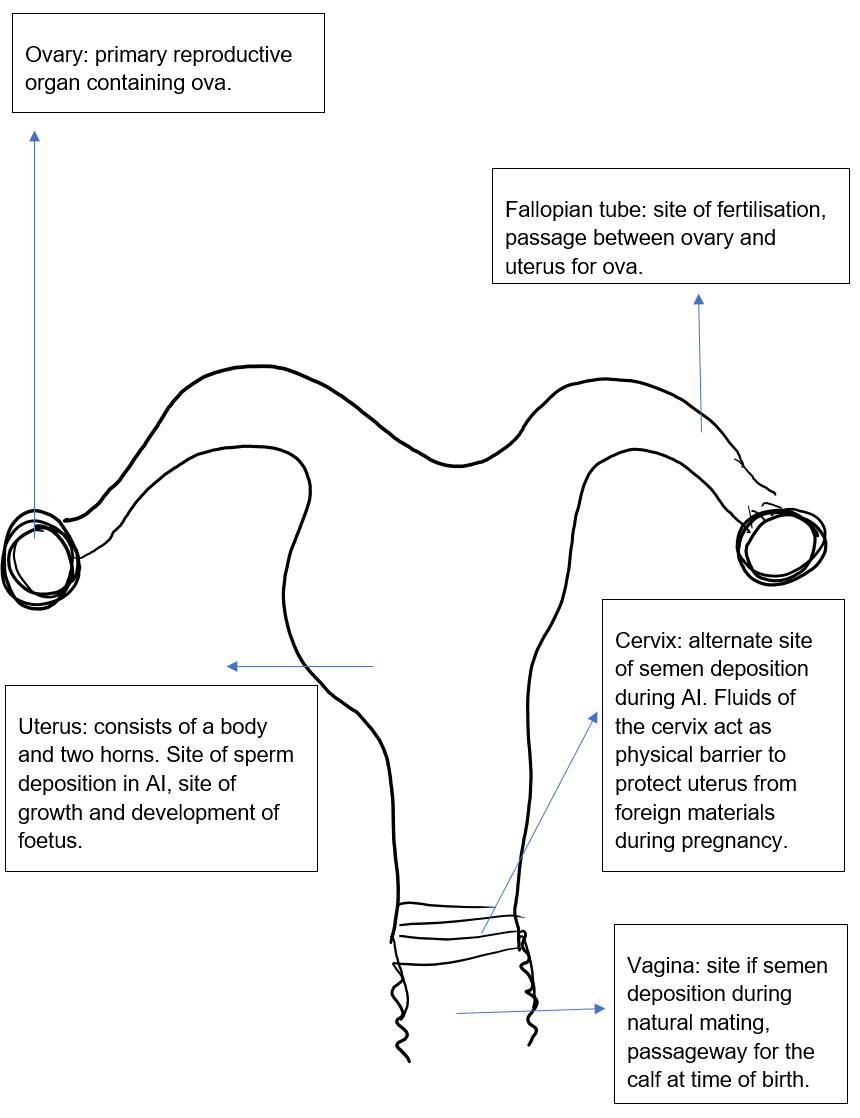 Ovary: primary reproductive
organ containing ova.
Fallopian tube: site of fertilisation,
passage between ovary and
uterus for ova.
Cervix: alternate site
of semen deposition
during AI. Fluids of
the cervix act as
physical barrier to
protect uterus from
foreign materials
during pregnancy.
Uterus: consists of a body
and two horns. Site of sperm
deposition in AI, site of
growth and development of
foetus.
Vagina: site if semen
deposition during
natural mating,
passageway for the
calf at time of birth.